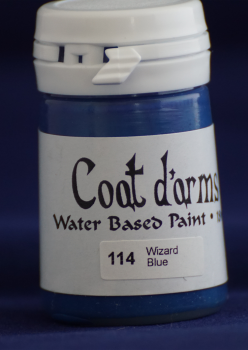 Coat d'arms
Water Based Paint •
114 Wizard
Blue